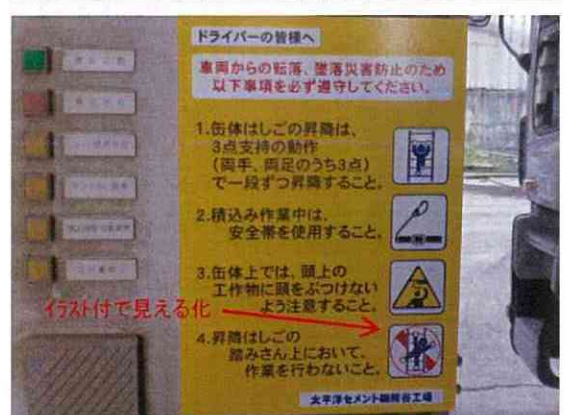 ドライバーの皆様へ
車両からの転落、墜落災害防止のため
以下事項を必ず遵守してください。
1.缶体はしごの昇降は、
3点支持の動作
(両手、両足のうち3点)
で一段ずつ昇降すること。
2.積込み作業中は、
安全帯を使用すること。
3.缶体上では、頭上の
工作物に頭をぶつけない
よう注意すること。
イラスト付で見える化
4.昇降はしごの
踏みさん上において、
作業を行わないこと。
太平洋セメント㈱熊谷工場